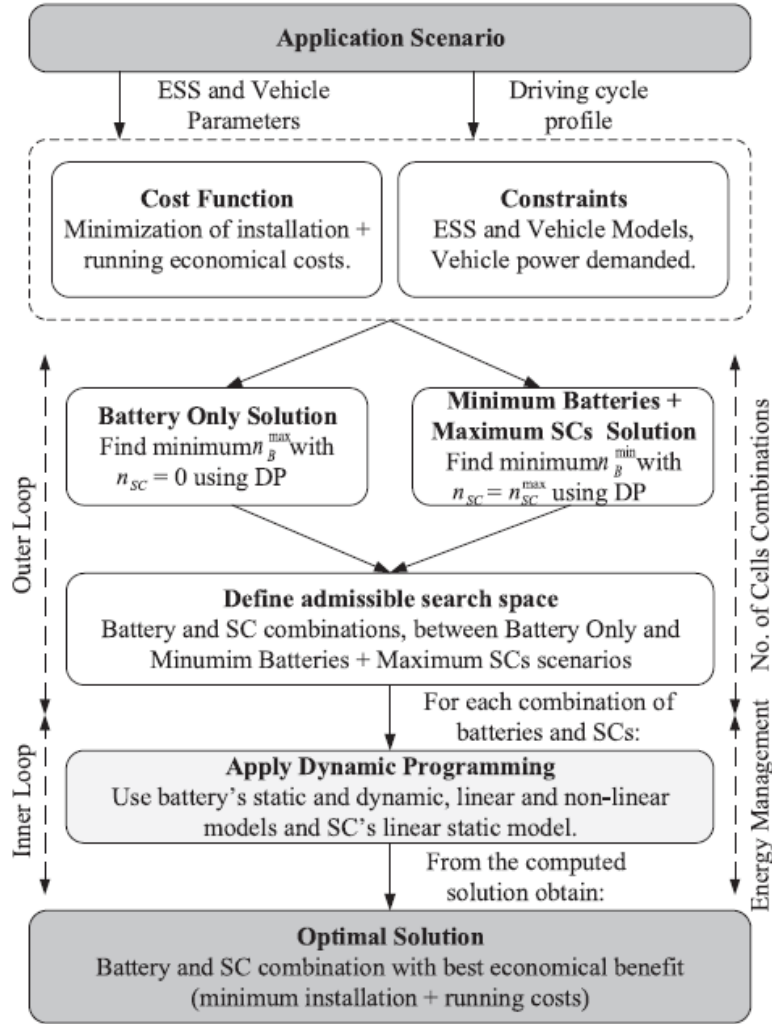 Application Scenario
ESS and Vehicle
Parameters
Driving cycle
profile
Cost Function
Minimization of installation +
running economical costs.
Constraints
ESS and Vehicle Models,
Vehicle power demanded.
Outer Loop
Battery Only Solution
Find minimum n_B^max with
n_SC = 0 using DP
Minimum Batteries +
Maximum SCs Solution
Find minimum n_B^min with
n_SC = n_SC^max using DP
No. of Cells Combinations
Define admissible search space
Battery and SC combinations, between Battery Only and
Minumim Batteries + Maximum SCs scenarios
For each combination of
batteries and SCs:
Inner Loop
Apply Dynamic Programming
Use battery's static and dynamic, linear and non-linear
models and SC's linear static model.
Energy Management
From the computed
solution obtain:
Optimal Solution
Battery and SC combination with best economical benefit
(minimum installation + running costs)